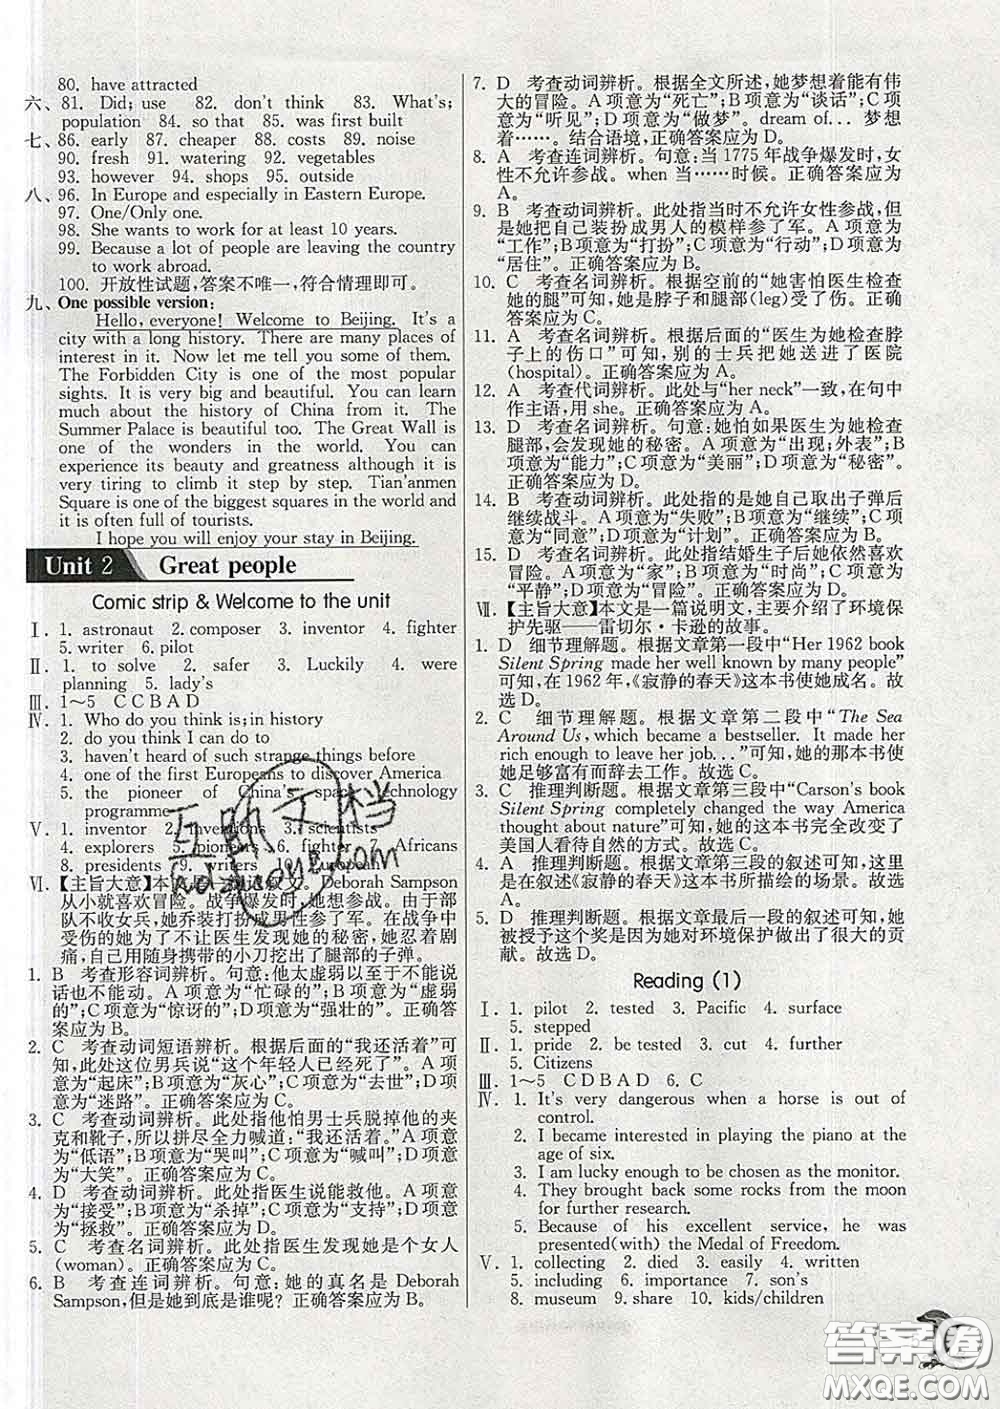 80. have attracted
六、81. Did; use 82. don't think 83. What's;
population 84. so that 85. was first built
七、86. early 87. cheaper 88. costs 89. noise
90. fresh 91. watering 92. vegetables
93. however 94. shops 95. outside
八、96. In Europe and especially in Eastern Europe.
97. One/Only one.
98. She wants to work for at least 10 years.
99. Because a lot of people are leaving the country
to work abroad.
100. 开放性试题,答案不唯一,符合情理即可。
九、One possible version:
Hello, everyone! Welcome to Beijing. It's a
city with a long history. There are many places of
interest in it. Now let me tell you some of them.
The Forbidden City is one of the most popular
sights. It is very big and beautiful. You can learn
much about the history of China from it. The
Summer Palace is beautiful too. The Great Wall is
one of the wonders in the world. You can
experience its beauty and greatness although it is
very tiring to climb it step by step. Tian'anmen
Square is one of the biggest squares in the world and
it is often full of tourists.
I hope you will enjoy your stay in Beijing.
Unit 2 Great people
Comic strip & Welcome to the unit
Ⅰ. 1. astronaut 2. composer 3. inventor 4. fighter
5. writer 6. pilot
Ⅱ. 1. to solve 2. safer 3. Luckily 4. were
planning 5. lady's
Ⅲ. 1～5 CCBAD
Ⅳ. 1. Who do you think is; in history
2. do you think I can do to
3. haven't heard of such strange things before
4. one of the first Europeans to discover America
5. the pioneer of China's space technology
programme
Ⅴ. 1. inventor 2. inventions 3. scientists
4. explorers 5. pioneers 6. fighter 7. Africans
8. presidents 9. writers 10. European
Ⅵ. 【主旨大意】本文是一篇记叙文。Deborah Sampson
从小就喜欢冒险。战争爆发时,她想参战。由于部
队不收女兵,她乔装打扮成男性参了军。在战争中
受伤的她为了不让医生发现她的秘密,她忍着剧
痛,自己用随身携带的小刀挖出了腿部的子弹。
1. B 考查形容词辨析。句意:他太虚弱以至于不能说
话也不能动。A项意为“忙碌的”;B项意为“虚弱
的”;C项意为“惊讶的”;D项意为“强壮的”。正确答
案应为B。
2. C 考查动词短语辨析。根据后面的“我还活着”可
知,此处这位男兵说“这个年轻人已经死了”。A项
意为“起床”;B项意为“灰心”;C项意为“去世”;D项
意为“迷路”。正确答案应为C。
3. C 考查动词辨析。此处指他怕男士兵脱掉他的夹
克和靴子,所以拼尽全力喊道:“我还活着。”A项意
为“低语”;B项意为“哭叫”;C项意为“喊叫”;D项意
为“大笑”。正确答案应为C。
4. D 考查动词辨析。此处指医生说能救他。A项意
为“接受”;B项意为“杀掉”;C项意为“支持”;D项意
为“拯救”。正确答案应为D。
5. C 考查名词辨析。此处指医生发现她是个女人
(woman)。正确答案应为C。
6. B 考查连词辨析。句意:她的真名是Deborah
Sampson,但是她到底是谁呢?正确答案应为B。
7. D 考查动词辨析。根据全文所述,她梦想着能有伟
大的冒险。A项意为“死亡”;B项意为“谈话”;C项
意为“听见”;D项意为“做梦”。dream of... 梦想
着……。结合语境,正确答案应为D。
8. A 考查连词辨析。句意:当1775年战争爆发时,女
性不允许参战。when 当……时候。正确答案应为
A。
9. B 考查动词辨析。此处指当时不允许女性参战,但
是她把自己装扮成男人的模样参了军。A项意为
“工作”;B项意为“打扮”;C项意为“行动”;D项意为
“居住”。正确答案应为B。
10. C 考查名词辨析。根据空前的“她害怕医生检查
她的腿”可知,是脖子和腿部(leg)受了伤。正确
答案应为C。
11. A 考查名词辨析。根据后面的“医生为她检查脖
子上的伤口”可知,别的士兵把她送进了医院
(hospital)。正确答案应为A。
12. A 考查代词辨析。此处与“her neck”一致,在句中
作主语,用she。正确答案应为A。
13. D 考查名词辨析。句意:她怕如果医生为她检查
腿部,会发现她的秘密。A项意为“出现;外表”;B
项意为“能力”;C项意为“美丽”;D项意为“秘密”。
正确答案应为D。
14. B 考查动词辨析。此处指的是她自己取出子弹后
继续战斗。A项意为“失败”;B项意为“继续”;C项
意为“同意”;D项意为“计划”。正确答案应为B。
15. D 考查名词辨析。此处指结婚生子后她依然喜欢
冒险。A项意为“家”;B项意为“时尚”;C项意为
“平静”;D项意为“冒险”。正确答案应为D。
Ⅶ. 【主旨大意】本文是一篇说明文,主要介绍了环境保
护先驱——雷切尔·卡逊的故事。
1. D 细节理解题。根据文章第一段中“Her 1962 book
Silent Spring made her well known by many people”
可知,在1962年,《寂静的春天》这本书使她成名。故
选D。
2. C 细节理解题。根据文章第二段中“The Sea
Around Us, which became a bestseller. It made her
rich enough to leave her job...”可知,她的那本书使
她足够富有而辞去工作。故选C。
3. C 推理判断题。根据文章第三段中“Carson's book
Silent Spring completely changed the way America
thought about nature”可知,她的这本书完全改变了
美国人看待自然的方式。故选C。
4. A 推理判断题。根据文章第三段的叙述可知,这里
是在叙述《寂静的春天》这本书所描绘的场景。故选
A。
5. D 推理判断题。根据文章最后一段的叙述可知,她
被授予这个奖是因为她对环境保护做出了很大的贡
献。故选D。
Reading (1)
Ⅰ. 1. pilot 2. tested 3. Pacific 4. surface
5. stepped
Ⅱ. 1. pride 2. be tested 3. cut 4. further
5. Citizens
Ⅲ. 1～5 CDBAD 6. C
Ⅳ. 1. It's very dangerous when a horse is out of
control.
2. I became interested in playing the piano at the
age of six.
3. I am lucky enough to be chosen as the monitor.
4. They brought back some rocks from the moon
for further research.
5. Because of his excellent service, he was
presented(with) the Medal of Freedom.
Ⅴ. 1. collecting 2. died 3. easily 4. written
5. including 6. importance 7. son's
8. museum 9. share 10. kids/children
答案圈
MXQE.COM